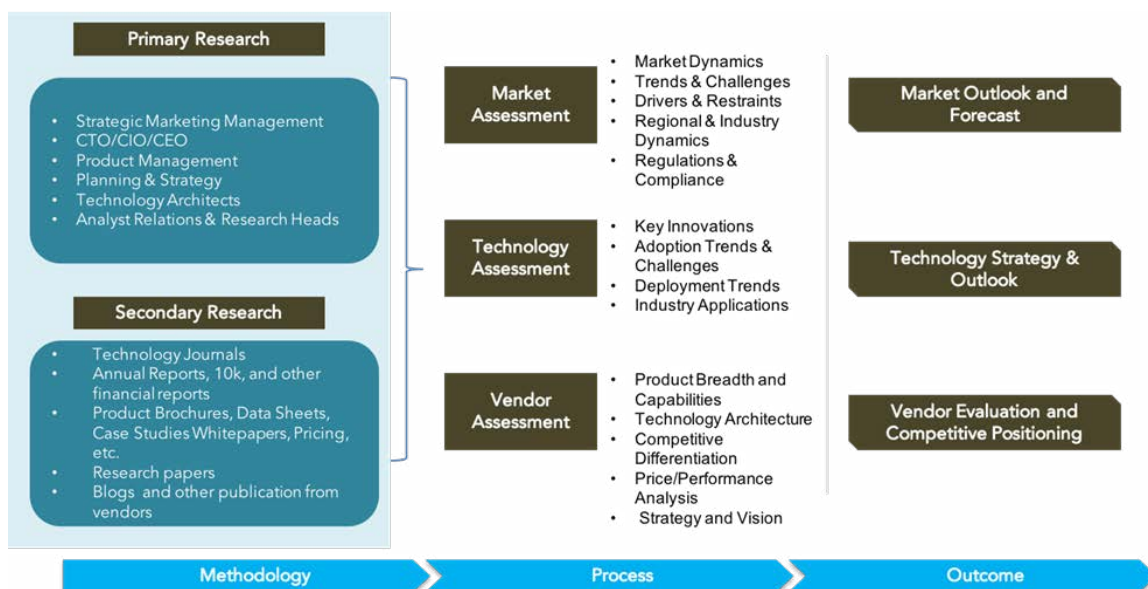 Primary Research
• Strategic Marketing Management
• CTO/CIO/CEO
• Product Management
• Planning & Strategy
• Technology Architects
• Analyst Relations & Research Heads
Secondary Research
• Technology Journals
• Annual Reports, 10k, and other
financial reports
• Product Brochures, Data Sheets,
Case Studies Whitepapers, Pricing,
etc.
• Research papers
• Blogs and other publication from
vendors
Market
Assessment
• Market Dynamics
• Trends & Challenges
• Drivers & Restraints
• Regional & Industry
Dynamics
• Regulations &
Compliance
Technology
Assessment
• Key Innovations
• Adoption Trends &
Challenges
• Deployment Trends
• Industry Applications
Vendor
Assessment
• Product Breadth and
Capabilities
• Technology Architecture
• Competitive
Differentiation
• Price/Performance
Analysis
• Strategy and Vision
Market Outlook and
Forecast
Technology Strategy &
Outlook
Vendor Evaluation and
Competitive Positioning
Methodology
Process
Outcome